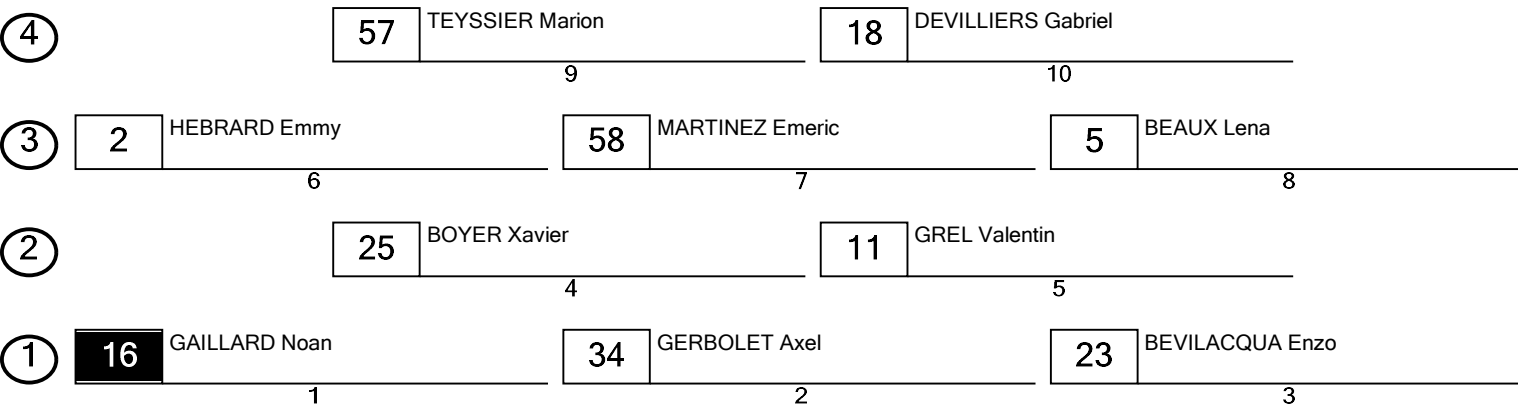 4 57 TEYSSIER Marion 18 DEVILLIERS Gabriel
9 10
3 2 HEBRARD Emmy 58 MARTINEZ Emeric 5 BEAUX Lena
6 7 8
2 25 BOYER Xavier 11 GREL Valentin
4 5
1 16 GAILLARD Noan 34 GERBOLET Axel 23 BEVILACQUA Enzo
1 2 3